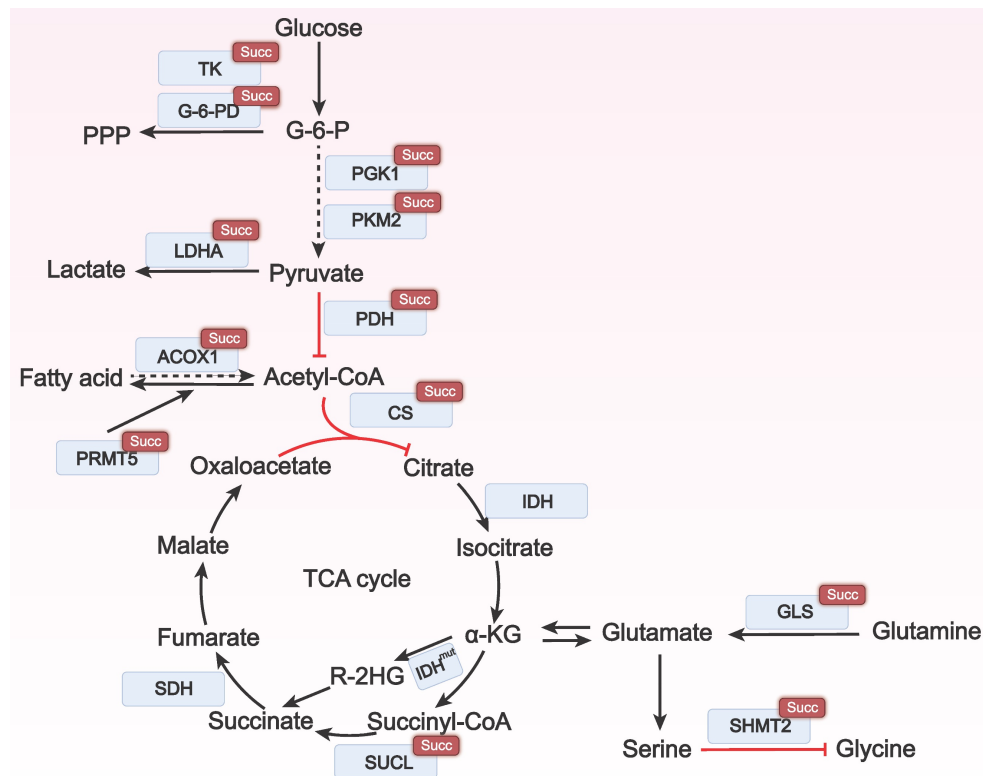 Glucose
Succ
TK
Succ
G-6-PD
PPP
G-6-P
Succ
PGK1
Succ
PKM2
Succ
LDHA
Lactate
Pyruvate
Succ
PDH
Succ
ACOX1
Fatty acid
Acetyl-CoA
Succ
CS
Succ
PRMT5
Oxaloacetate
Citrate
IDH
Malate
Isocitrate
TCA cycle
Succ
GLS
Fumarate
α-KG
Glutamate
Glutamine
IDHmut
R-2HG
SDH
Succinate
Succinyl-CoA
Succ
SUCL
Succ
SHMT2
Serine
Glycine